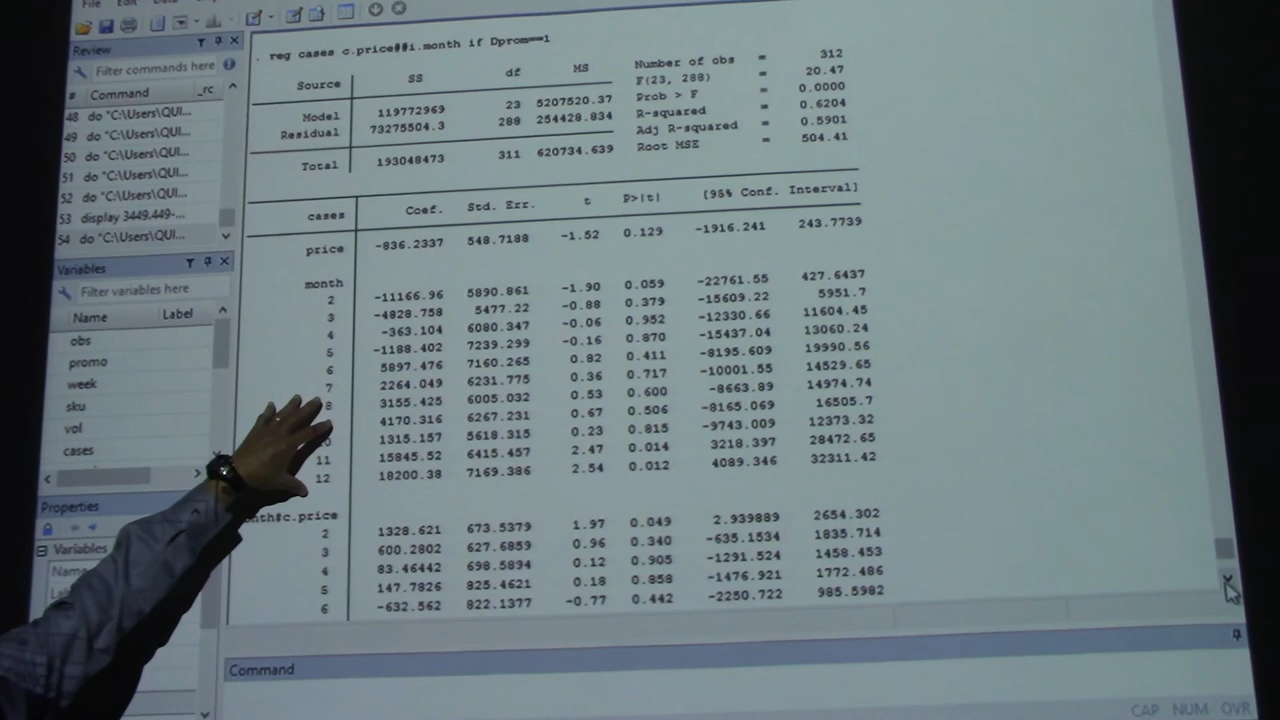 File Edit Data
Review
Filter commands here
# Command _rc
48 do "C:\Users\QUI...
49 do "C:\Users\QUI...
50 do "C:\Users\QUI...
51 do "C:\Users\QUI...
52 do "C:\Users\QUI...
53 display 3449.449-...
54 do "C:\Users\QUI...
Variables
Filter variables here
Name Label
obs
promo
week
sku
vol
cases
Properties
Variables
. reg cases c.price##i.month if Dprom==1
Source SS df MS
Model 119772969 23 5207520.37
Residual 73275504.3 288 254428.834
Total 193048473 311 620734.639
Number of obs = 312
F(23, 288) = 20.47
Prob > F = 0.0000
R-squared = 0.6204
Adj R-squared = 0.5901
Root MSE = 504.41
cases Coef. Std. Err. t P>|t| [95% Conf. Interval]
price -836.2337 548.7188 -1.52 0.129 -1916.241 243.7739
month
2 -11166.96 5890.861 -1.90 0.059 -22761.55 427.6437
3 -4828.758 5477.22 -0.88 0.379 -15609.22 5951.7
4 -363.104 6080.347 -0.06 0.952 -12330.66 11604.45
5 -1188.402 7239.299 -0.16 0.870 -15437.04 13060.24
6 5897.476 7160.265 0.82 0.411 -8195.609 19990.56
7 2264.049 6231.775 0.36 0.717 -10001.55 14529.65
8 3155.425 6005.032 0.53 0.600 -8663.89 14974.74
4170.316 6267.231 0.67 0.506 -8165.069 16505.7
1315.157 5618.315 0.23 0.815 -9743.009 12373.32
11 15845.52 6415.457 2.47 0.014 3218.397 28472.65
12 18200.38 7169.386 2.54 0.012 4089.346 32311.42
month#c.price
2 1328.621 673.5379 1.97 0.049 2.939889 2654.302
3 600.2802 627.6859 0.96 0.340 -635.1534 1835.714
4 83.46442 698.5894 0.12 0.905 -1291.524 1458.453
5 147.7826 825.4621 0.18 0.858 -1476.921 1772.486
6 -632.562 822.1377 -0.77 0.442 -2250.722 985.5982
Command
CAP NUM OVR